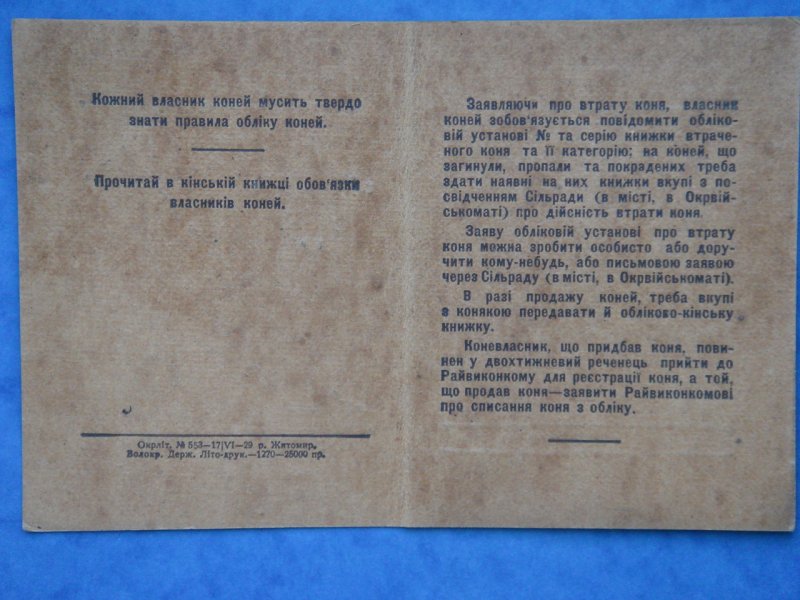 Кожний власник коней мусить твердо
знати правила обліку коней.
Прочитай в кінській книжці обов'язки
власників коней.
Окрліт, № 553—17|VI—29 р. Житомир.
Волокр. Держ. Літо-друк.—1270—25000 пр.
Заявляючи про втрату коня, власник
коней зобов'язується повідомити обліко-
вій установі № та серію книжки втраче-
ного коня та її категорію; на коней, що
загинули, пропали та покрадених треба
здати наявні на них книжки вкупі з по-
свідченням Сільради (в місті, в Окрвій-
ськоматі) про дійсність втрати коня
Заяву обліковій установі про втрату
коня можна зробити особисто або дору-
чити кому-небудь, або письмовою заявою
через Сільраду (в місті, в Окрвійськоматі).
В разі продажу коней, треба вкупі
з конякою передавати й обліково-кінську
книжку.
Коневласник, що придбав коня, пови-
нен у двохтижневий реченець прийти до
Райвиконкому для реєстрації коня, а той,
що продав коня—заявити Райвиконкомові
про списання коня з обліку.